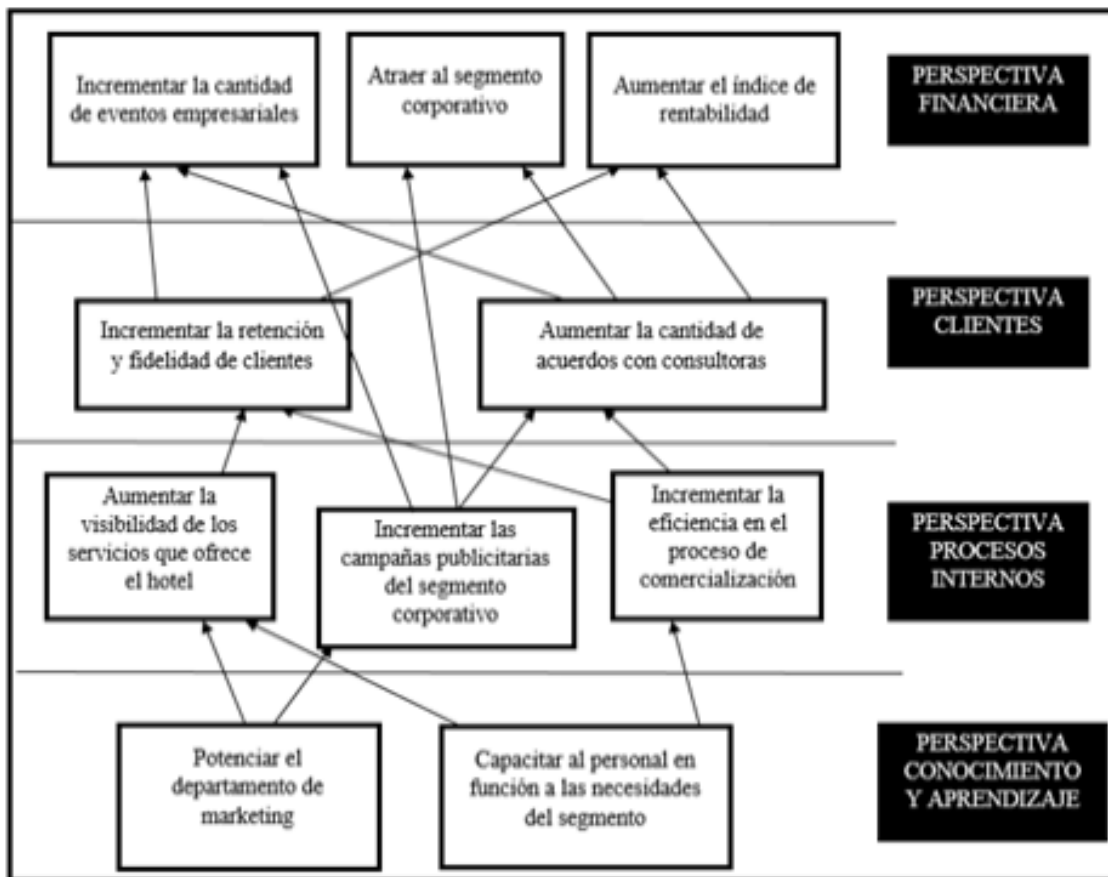 Incrementar la cantidad
de eventos empresariales
Atraer al segmento
corporativo
Aumentar el índice de
rentabilidad
PERSPECTIVA
FINANCIERA
Incrementar la retención
y fidelidad de clientes
Aumentar la cantidad de
acuerdos con consultoras
PERSPECTIVA
CLIENTES
Aumentar la
visibilidad de los
servicios que ofrece
el hotel
Incrementar las
campañas publicitarias
del segmento
corporativo
Incrementar la
eficiencia en el
proceso de
comercialización
PERSPECTIVA
PROCESOS
INTERNOS
Potenciar el
departamento de
marketing
Capacitar al personal en
función a las necesidades
del segmento
PERSPECTIVA
CONOCIMIENTO
Y APRENDIZAJE